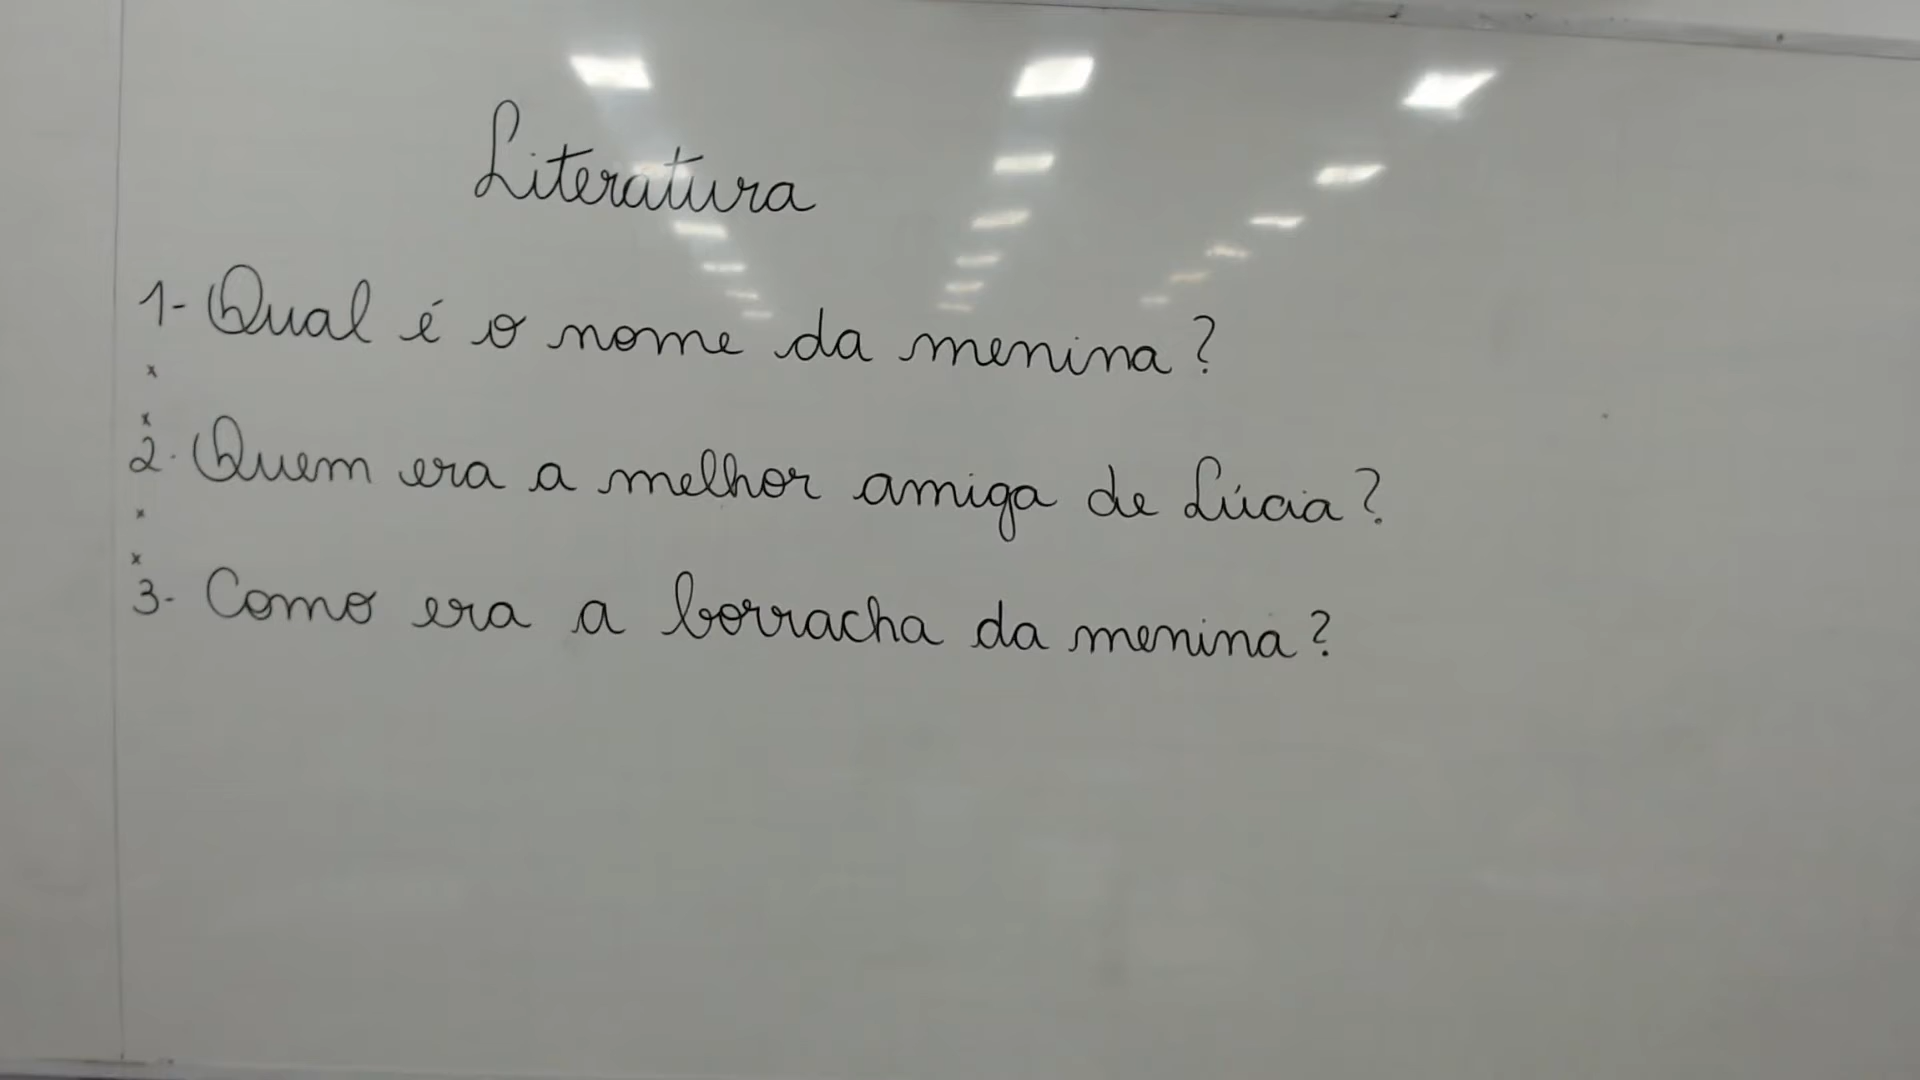 Literatura
1- Qual é o nome da menina?
x
x
2- Quem era a melhor amiga de Lúcia?
x
x
3- Como era a borracha da menina?